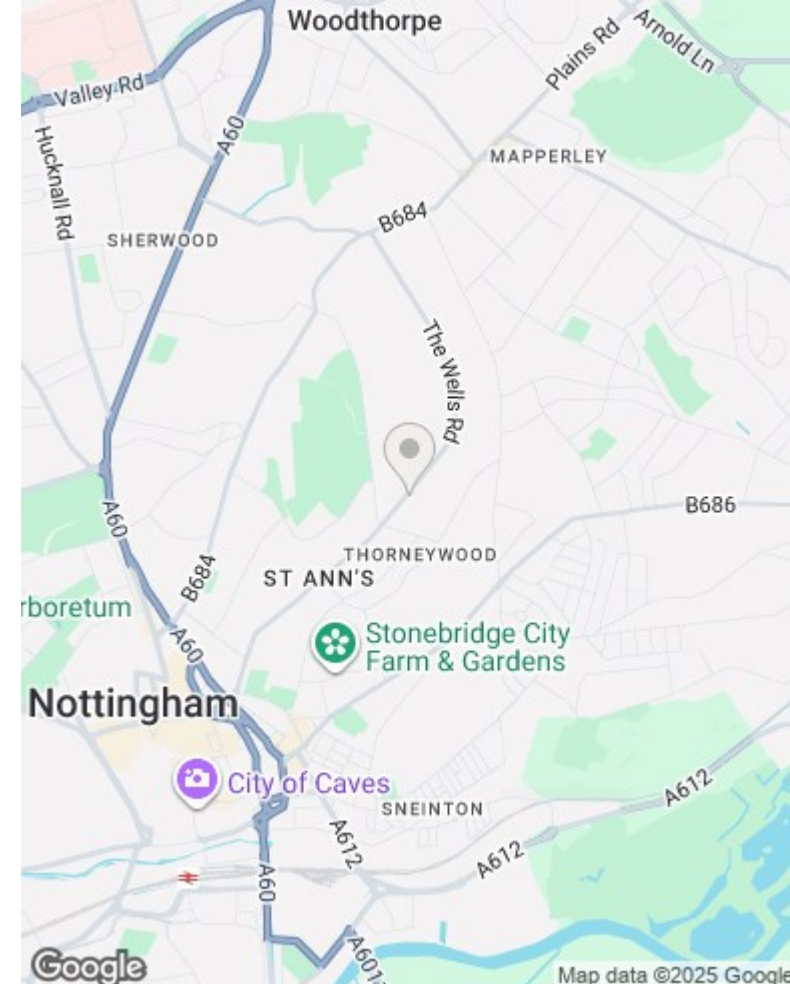 Woodthorpe
Plains Rd
Arnold Ln
Valley Rd
A60
Hucknall Rd
MAPPERLEY
B684
SHERWOOD
The Wells Rd
A60
B686
THORNEYWOOD
ST ANN'S
B684
rboretum
A60
Stonebridge City
Farm & Gardens
Nottingham
City of Caves
A612
SNEINTON
A612
A612
A60
A601
Google
Map data ©2025 Google